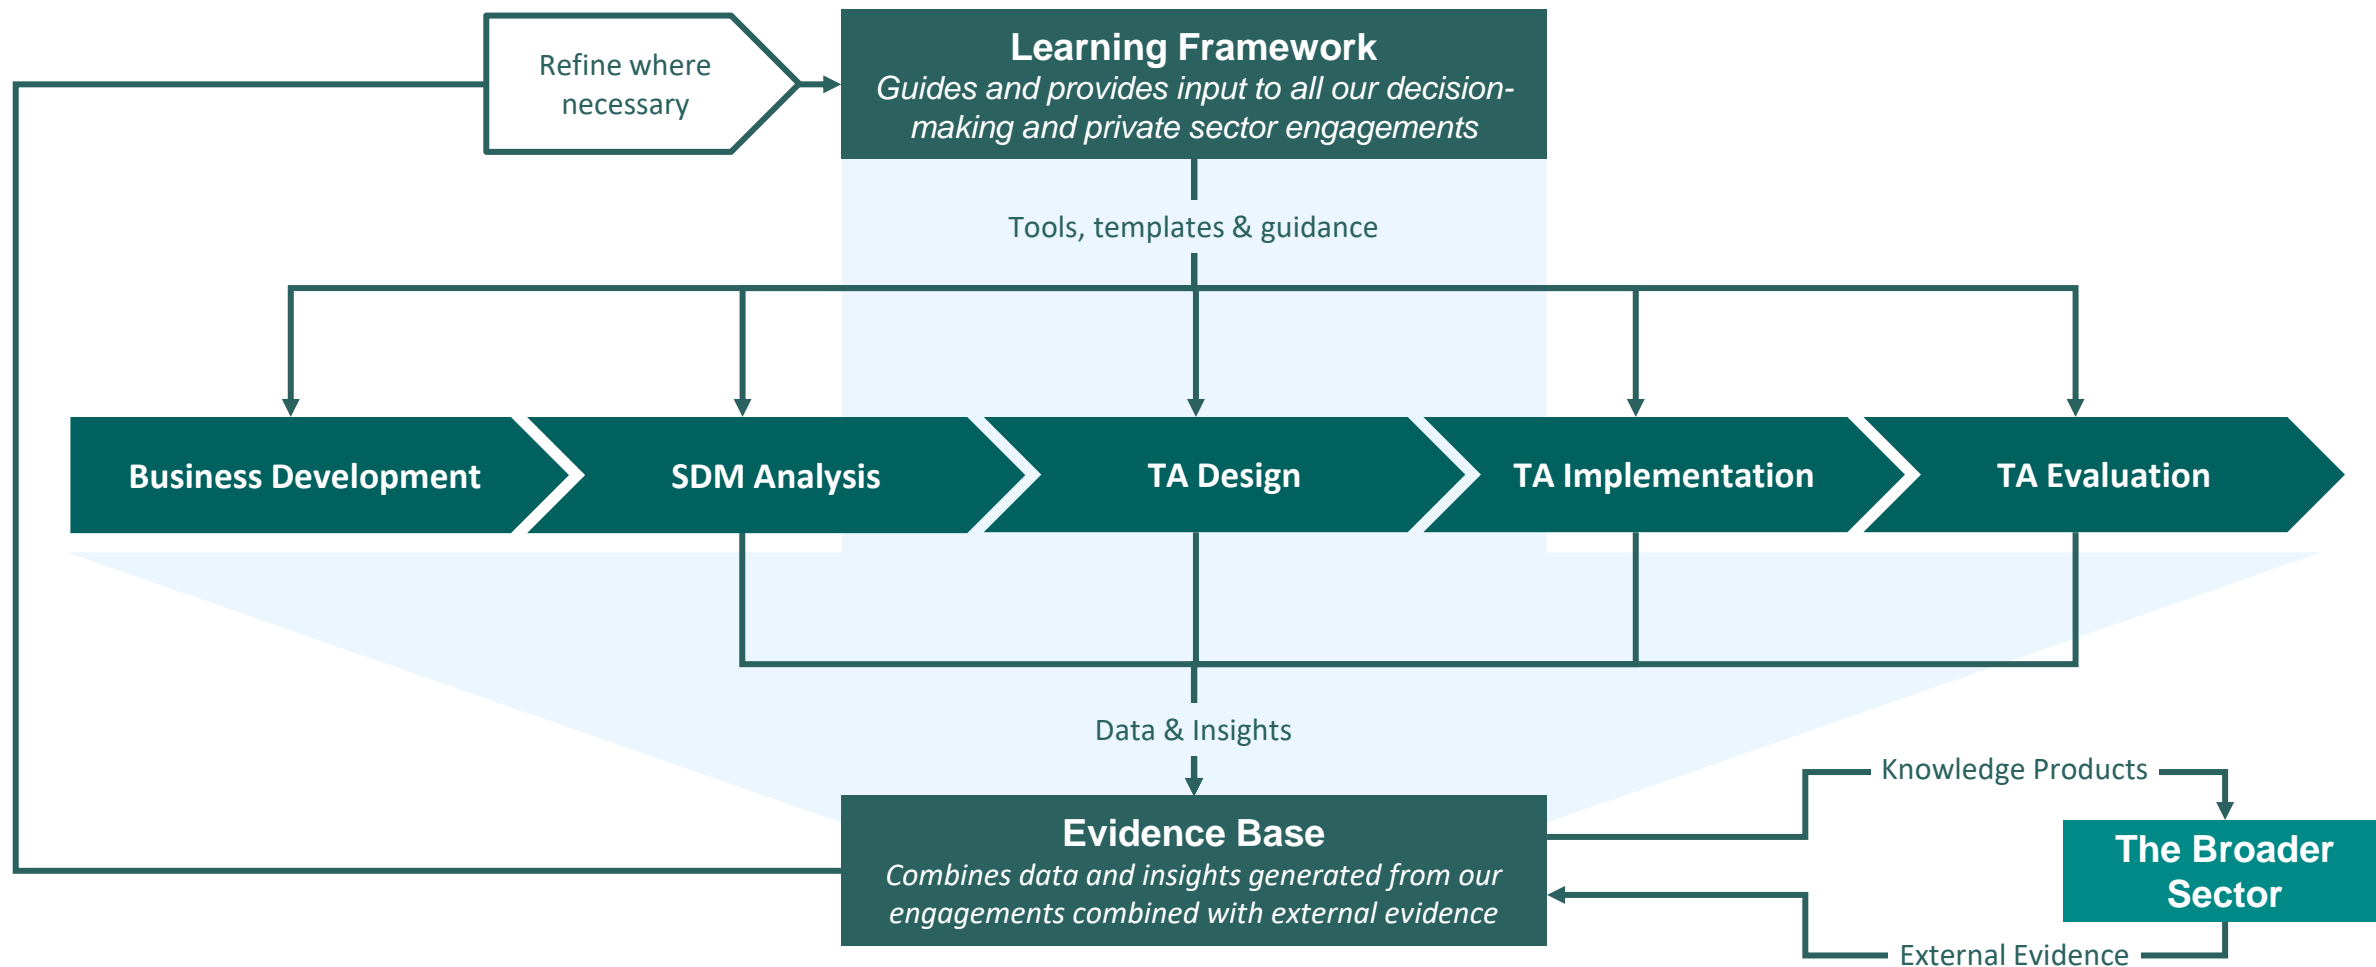 Refine where
necessary
Learning Framework
Guides and provides input to all our decision-
making and private sector engagements
Tools, templates & guidance
Business Development
SDM Analysis
TA Design
TA Implementation
TA Evaluation
Data & Insights
Knowledge Products
Evidence Base
Combines data and insights generated from our
engagements combined with external evidence
The Broader
Sector
External Evidence